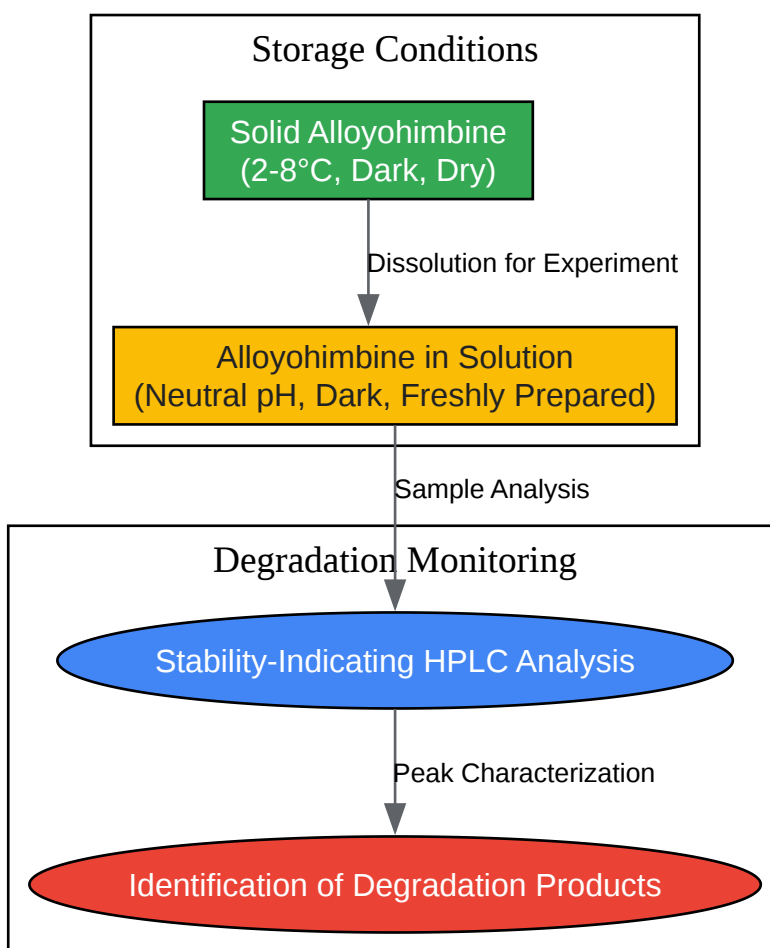 Storage Conditions
Solid Alloyohimbine
(2-8°C, Dark, Dry)
Dissolution for Experiment
Alloyohimbine in Solution
(Neutral pH, Dark, Freshly Prepared)
Sample Analysis
Degradation Monitoring
Stability-Indicating HPLC Analysis
Peak Characterization
Identification of Degradation Products